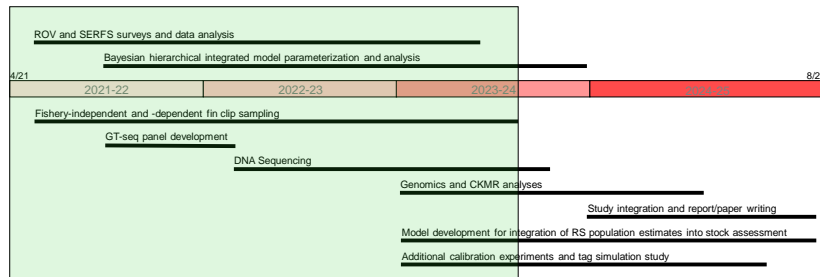 ROV and SERFS surveys and data analysis
Bayesian hierarchical integrated model parameterization and analysis
4/21
8/2
2021-22
2022-23
2023-24
2024-25
Fishery-independent and -dependent fin clip sampling
GT-seq panel development
DNA Sequencing
Genomics and CKMR analyses
Study integration and report/paper writing
Model development for integration of RS population estimates into stock assessment
Additional calibration experiments and tag simulation study